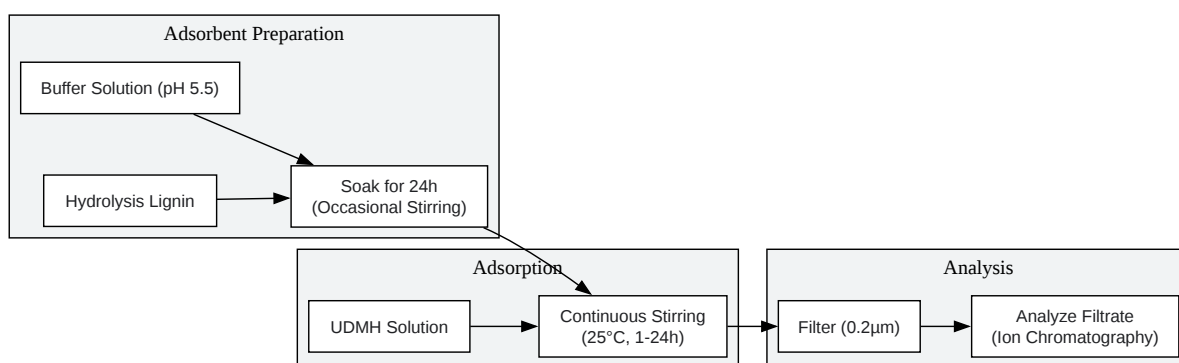 Adsorbent Preparation
Buffer Solution (pH 5.5)
Hydrolysis Lignin
Soak for 24h
(Occasional Stirring)
Adsorption
UDMH Solution
Continuous Stirring
(25°C, 1-24h)
Analysis
Filter (0.2µm)
Analyze Filtrate
(Ion Chromatography)